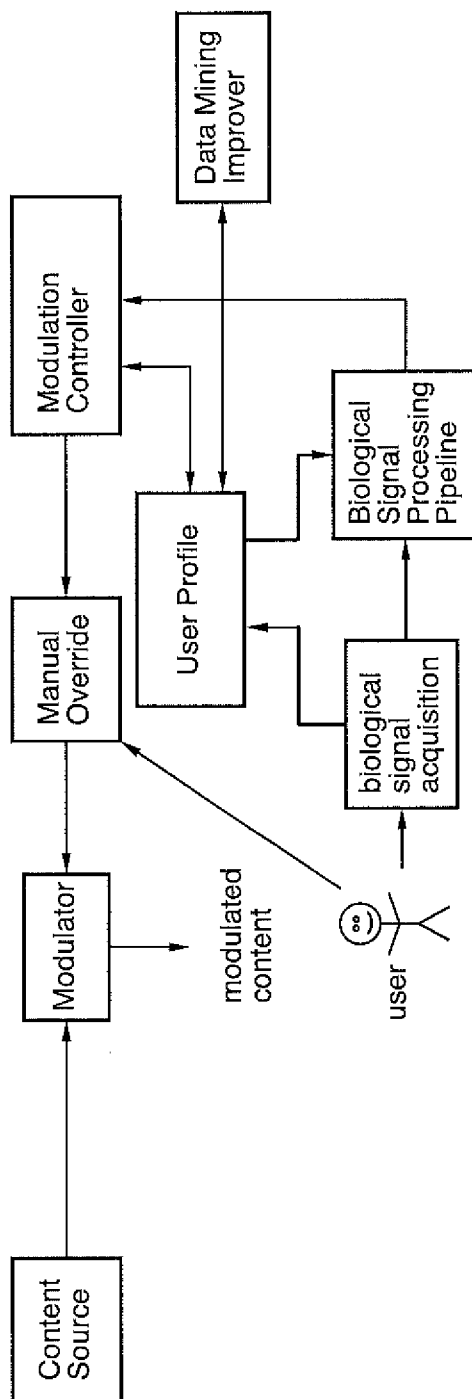 Content
Source
Modulator
Manual
Override
Modulation
Controller
modulated
content
User Profile
Data Mining
Improver
user
biological
signal
acquisition
Biological
Signal
Processing
Pipeline